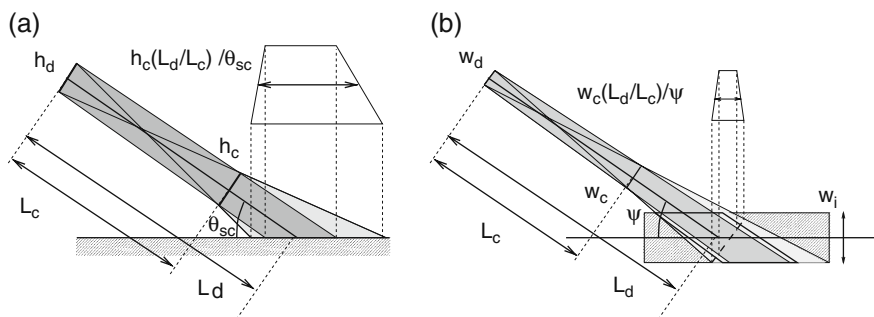 (a)
h_d
h_c(L_d/L_c) /θ_sc
h_c
θ_sc
L_c
L_d
(b)
w_d
w_c(L_d/L_c)/ψ
w_c
ψ
w_i
L_c
L_d